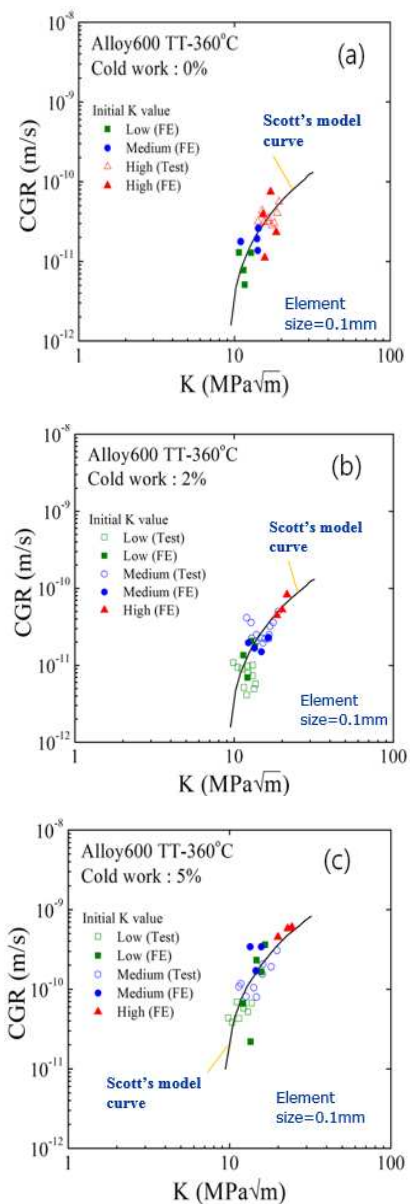 Alloy600 TT-360°C
Cold work : 0%
(a)
Initial K value
Low (FE)
Medium (FE)
High (Test)
High (FE)
Scott's model
curve
Element
size=0.1mm
CGR (m/s)
10⁻⁸
10⁻⁹
10⁻¹⁰
10⁻¹¹
10⁻¹²
1
10
100
K (MPa√m)
Alloy600 TT-360°C
Cold work : 2%
(b)
Initial K value
Low (Test)
Low (FE)
Medium (Test)
Medium (FE)
High (FE)
Scott's model
curve
Element
size=0.1mm
CGR (m/s)
10⁻⁸
10⁻⁹
10⁻¹⁰
10⁻¹¹
10⁻¹²
1
10
100
K (MPa√m)
Alloy600 TT-360°C
Cold work : 5%
(c)
Initial K value
Low (Test)
Low (FE)
Medium (Test)
Medium (FE)
High (FE)
Scott's model
curve
Element
size=0.1mm
CGR (m/s)
10⁻⁸
10⁻⁹
10⁻¹⁰
10⁻¹¹
10⁻¹²
1
10
100
K (MPa√m)